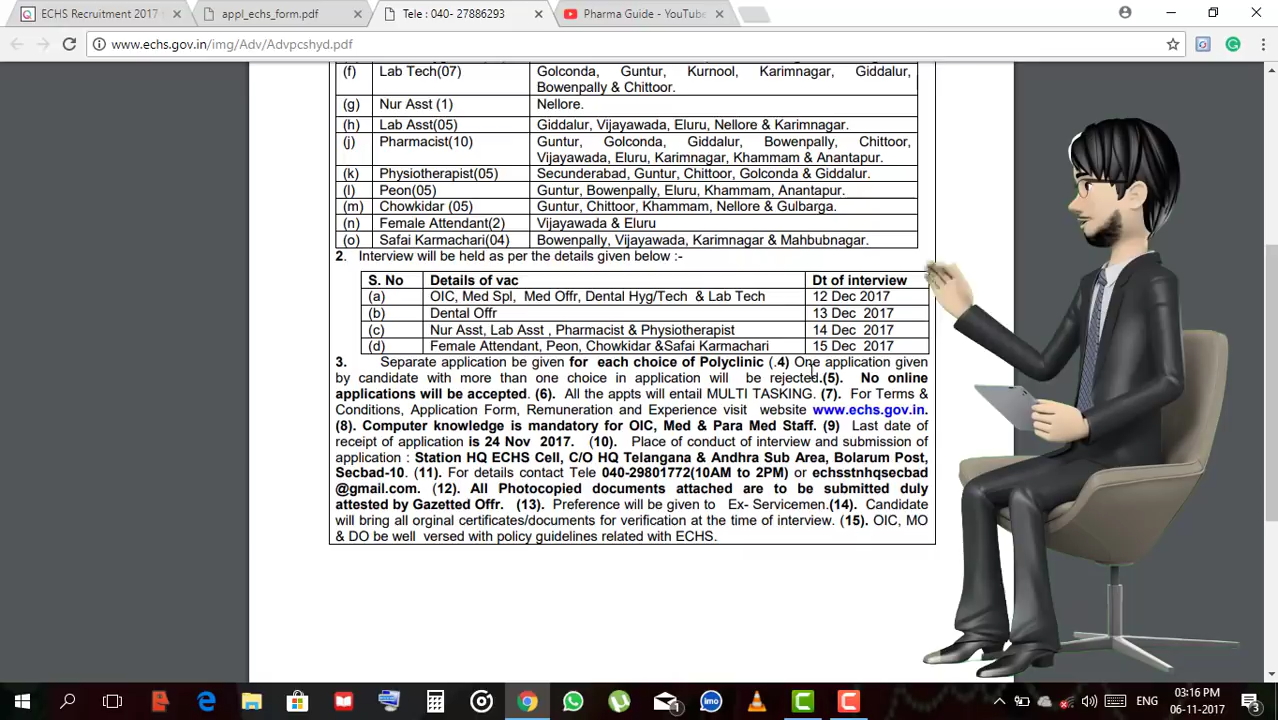 ECHS Recruitment 2017
appl_echs_form.pdf
Tele : 040- 27886293
Pharma Guide - YouTube
www.echs.gov.in/img/Adv/Advpcshyd.pdf
(f) Lab Tech(07) Golconda, Guntur, Kurnool, Karimnagar, Giddalur,
Bowenpally & Chittoor.
(g) Nur Asst (1) Nellore.
(h) Lab Asst(05) Giddalur, Vijayawada, Eluru, Nellore & Karimnagar.
(j) Pharmacist(10) Guntur, Golconda, Giddalur, Bowenpally, Chittoor,
Vijayawada, Eluru, Karimnagar, Khammam & Anantapur.
(k) Physiotherapist(05) Secunderabad, Guntur, Chittoor, Golconda & Giddalur.
(l) Peon(05) Guntur, Bowenpally, Eluru, Khammam, Anantapur.
(m) Chowkidar (05) Guntur, Chittoor, Khammam, Nellore & Gulbarga.
(n) Female Attendant(2) Vijayawada & Eluru
(o) Safai Karmachari(04) Bowenpally, Vijayawada, Karimnagar & Mahbubnagar.
2. Interview will be held as per the details given below :-
S. No Details of vac Dt of interview
(a) OIC, Med Spl, Med Offr, Dental Hyg/Tech & Lab Tech 12 Dec 2017
(b) Dental Offr 13 Dec 2017
(c) Nur Asst, Lab Asst , Pharmacist & Physiotherapist 14 Dec 2017
(d) Female Attendant, Peon, Chowkidar &Safai Karmachari 15 Dec 2017
3. Separate application be given for each choice of Polyclinic (.4) One application given
by candidate with more than one choice in application will be rejected.(5). No online
applications will be accepted. (6). All the appts will entail MULTI TASKING. (7). For Terms &
Conditions, Application Form, Remuneration and Experience visit website www.echs.gov.in.
(8). Computer knowledge is mandatory for OIC, Med & Para Med Staff. (9) Last date of
receipt of application is 24 Nov 2017. (10). Place of conduct of interview and submission of
application : Station HQ ECHS Cell, C/O HQ Telangana & Andhra Sub Area, Bolarum Post,
Secbad-10. (11). For details contact Tele 040-29801772(10AM to 2PM) or echsstnhqsecbad
@gmail.com. (12). All Photocopied documents attached are to be submitted duly
attested by Gazetted Offr. (13). Preference will be given to Ex- Servicemen.(14). Candidate
will bring all orginal certificates/documents for verification at the time of interview. (15). OIC, MO
& DO be well versed with policy guidelines related with ECHS.
ENG
03:16 PM
06-11-2017